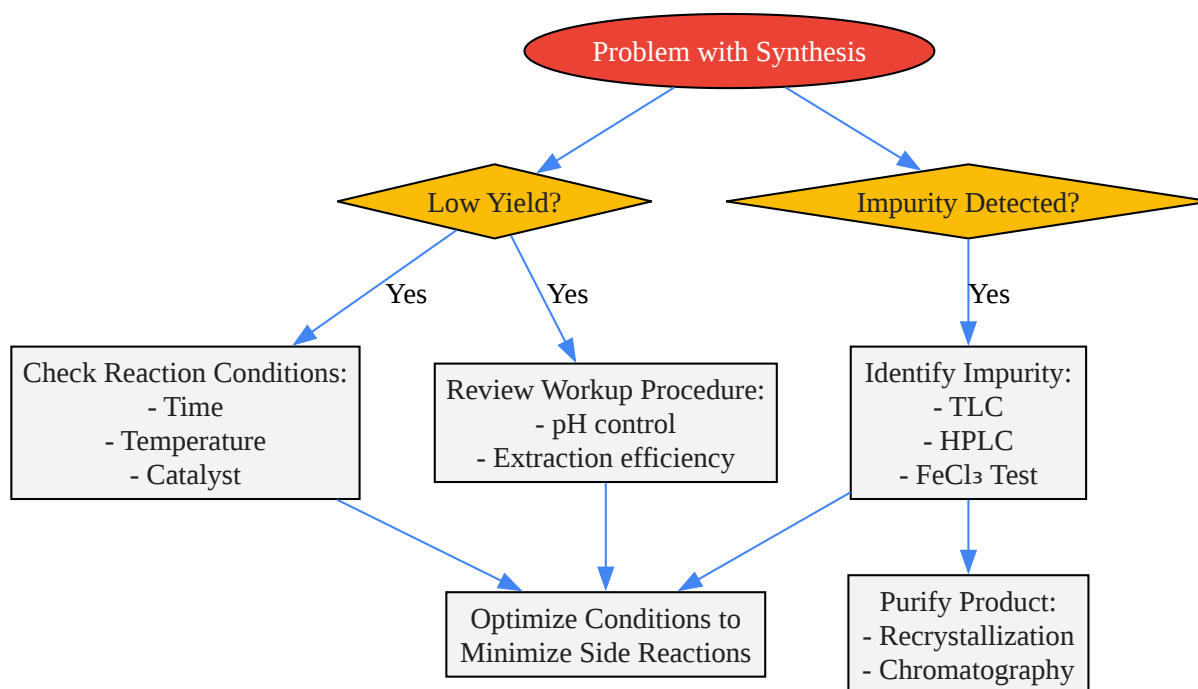 Problem with Synthesis
Low Yield?
Impurity Detected?
Yes
Yes
Yes
Check Reaction Conditions:
- Time
- Temperature
- Catalyst
Review Workup Procedure:
- pH control
- Extraction efficiency
Identify Impurity:
- TLC
- HPLC
- FeCl₃ Test
Optimize Conditions to
Minimize Side Reactions
Purify Product:
- Recrystallization
- Chromatography